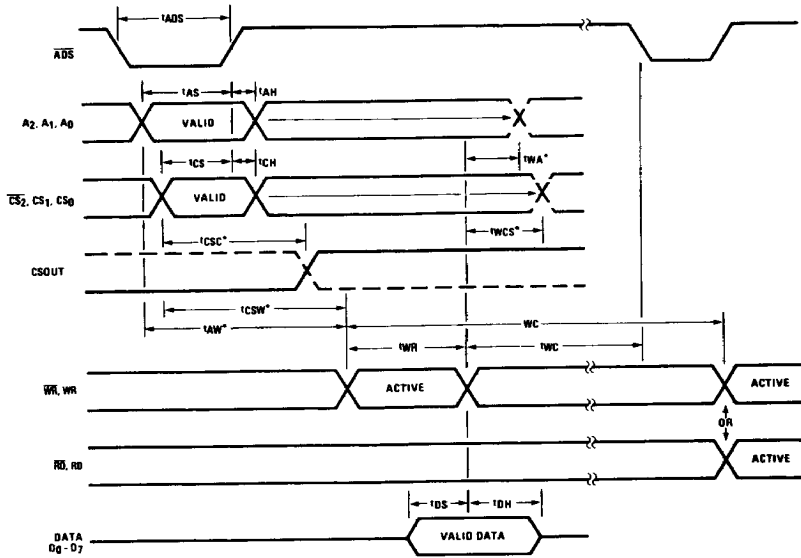 tADS
ADS
tAS tAH
A2, A1, A0 VALID
tWA*
tCS tCH
CS2, CS1, CS0 VALID
tWCS*
tCSC*
CSOUT
tCSW*
tAW* WC
tWR tWC
WR, WR ACTIVE ACTIVE
OR
RD, RD ACTIVE
tDS tDH
DATA VALID DATA
D0 - D7